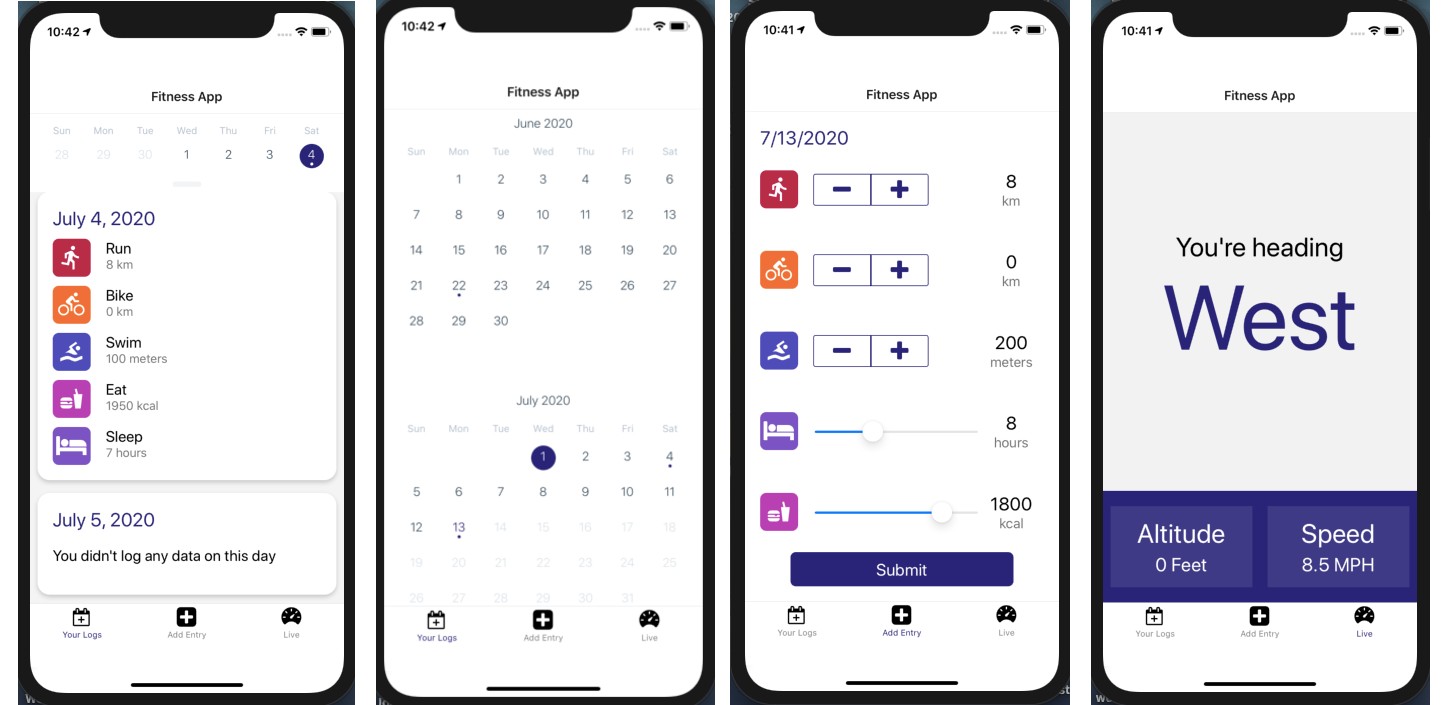 10:42
Fitness App
Sun Mon Tue Wed Thu Fri Sat
28 29 30 1 2 3 4
July 4, 2020
Run
8 km
Bike
0 km
Swim
100 meters
Eat
1950 kcal
Sleep
7 hours
July 5, 2020
You didn't log any data on this day
Your Logs Add Entry Live
10:42
Fitness App
June 2020
Sun Mon Tue Wed Thu Fri Sat
1 2 3 4 5 6
7 8 9 10 11 12 13
14 15 16 17 18 19 20
21 22 23 24 25 26 27
28 29 30
July 2020
Sun Mon Tue Wed Thu Fri Sat
1 2 3 4
5 6 7 8 9 10 11
12 13 14 15 16 17 18
19 20 21 22 23 24 25
26 27 28 29 30 31
Your Logs Add Entry Live
10:41
Fitness App
7/13/2020
8
km
0
km
200
meters
8
hours
1800
kcal
Submit
Your Logs Add Entry Live
10:41
Fitness App
You're heading
West
Altitude
0 Feet
Speed
8.5 MPH
Your Logs Add Entry Live